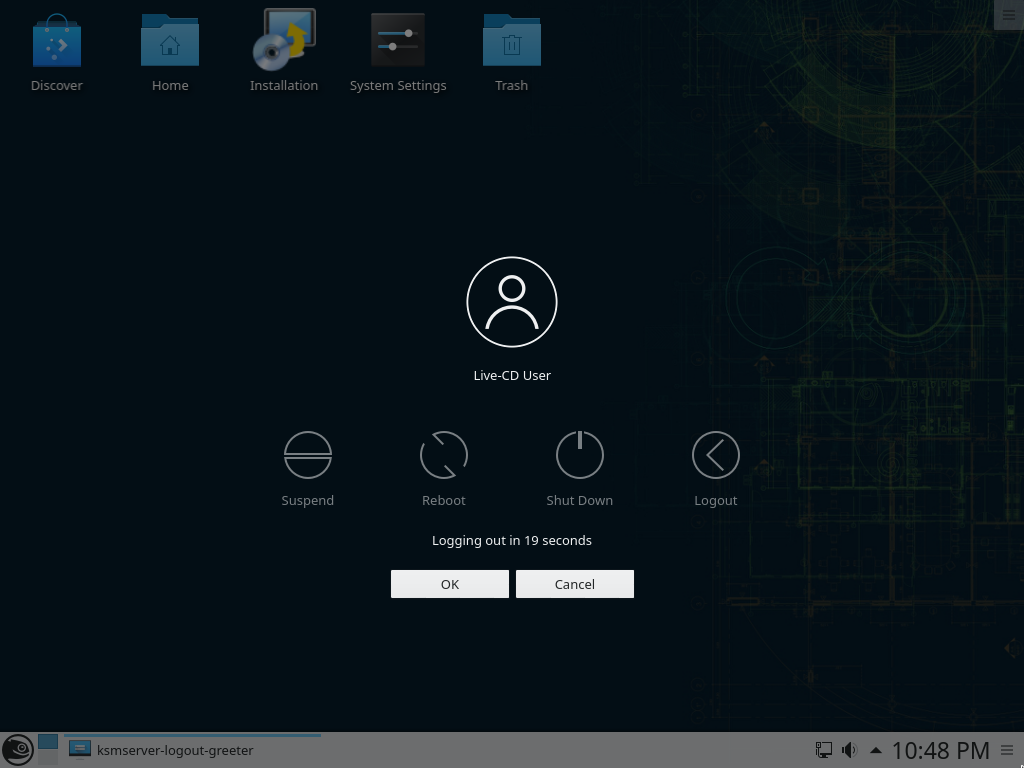 Discover Home Installation System Settings Trash
Live-CD User
Suspend Reboot Shut Down Logout
Logging out in 19 seconds
OK Cancel
ksmserver-logout-greeter 10:48 PM